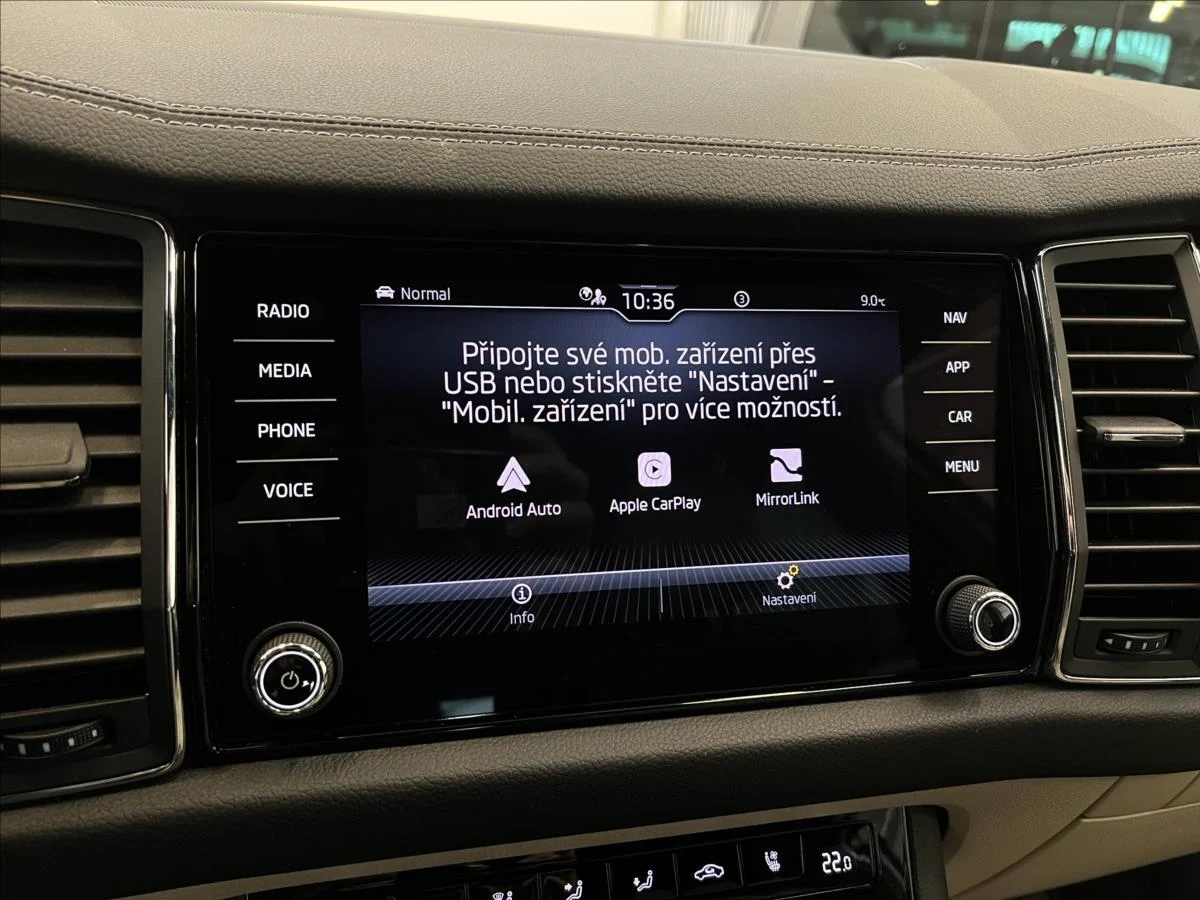 RADIO
MEDIA
PHONE
VOICE
Normal
10:36
3
9.0°C
Připojte své mob. zařízení přes
USB nebo stiskněte "Nastavení" –
"Mobil. zařízení" pro více možností.
Android Auto
Apple CarPlay
MirrorLink
Info
Nastavení
NAV
APP
CAR
MENU
22.0